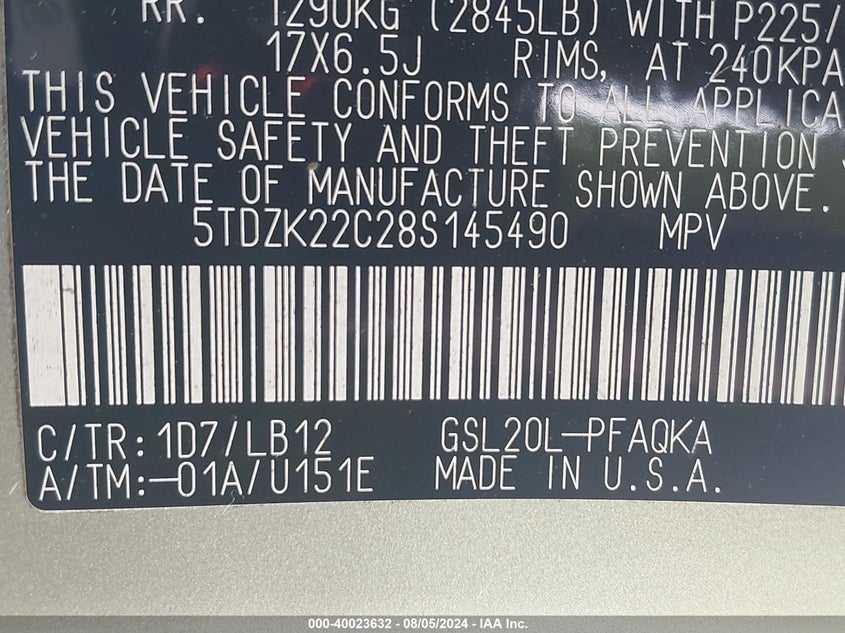 RR. 1290KG (2845LB) WITH P225/
17X6.5J RIMS, AT 240KPA
THIS VEHICLE CONFORMS TO ALL APPLICA
VEHICLE SAFETY AND THEFT PREVENTION
THE DATE OF MANUFACTURE SHOWN ABOVE.
5TDZK22C28S145490 MPV
C/TR: 1D7/LB12 GSL20L-PFAQKA
A/TM:-01A/U151E MADE IN U.S.A.
000-40023632 - 08/05/2024 - IAA Inc.